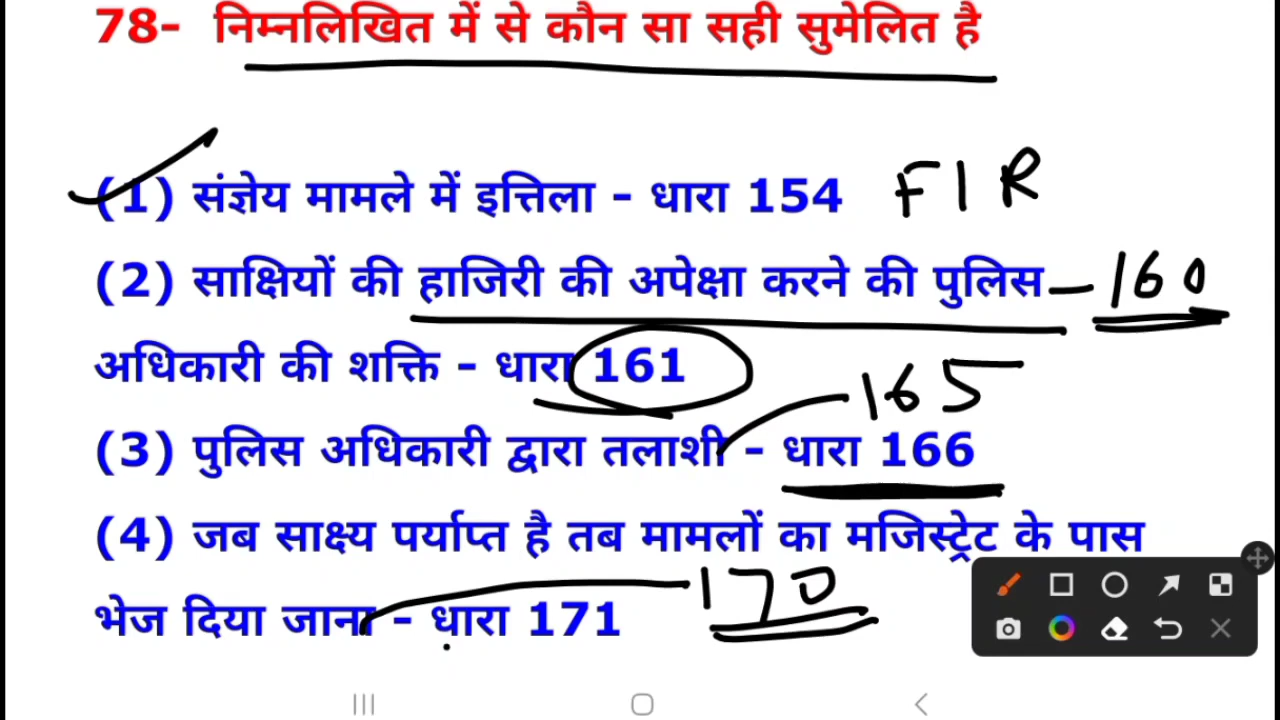 78- निम्नलिखित में से कौन सा सही सुमेलित है
(1) संज्ञेय मामले में इत्तिला - धारा 154 FIR
(2) साक्षियों की हाजिरी की अपेक्षा करने की पुलिस 160
अधिकारी की शक्ति - धारा 161
165
(3) पुलिस अधिकारी द्वारा तलाशी - धारा 166
(4) जब साक्ष्य पर्याप्त है तब मामलों का मजिस्ट्रेट के पास
भेज दिया जाना - धारा 171 170